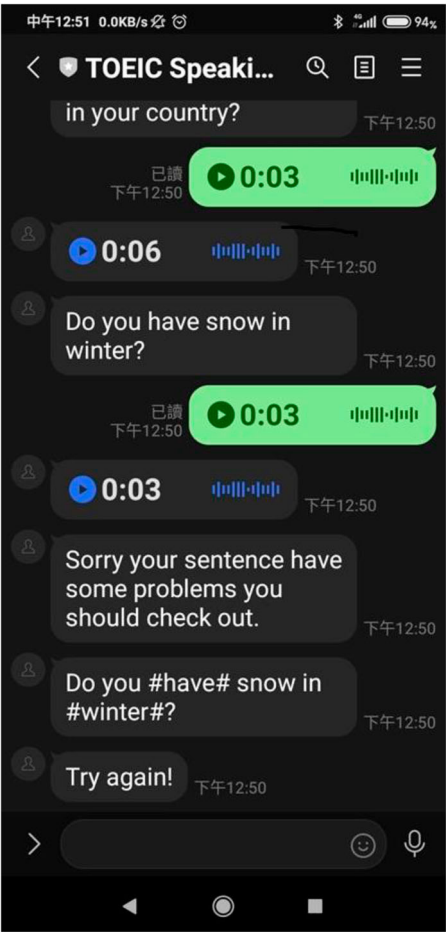 中午12:51 0.0KB/s 4G 94%
TOEIC Speaki...
in your country?
下午12:50
已讀
下午12:50
0:03
0:06
下午12:50
Do you have snow in
winter?
下午12:50
已讀
下午12:50
0:03
0:03
下午12:50
Sorry your sentence have
some problems you
should check out.
下午12:50
Do you #have# snow in
#winter#?
下午12:50
Try again!
下午12:50